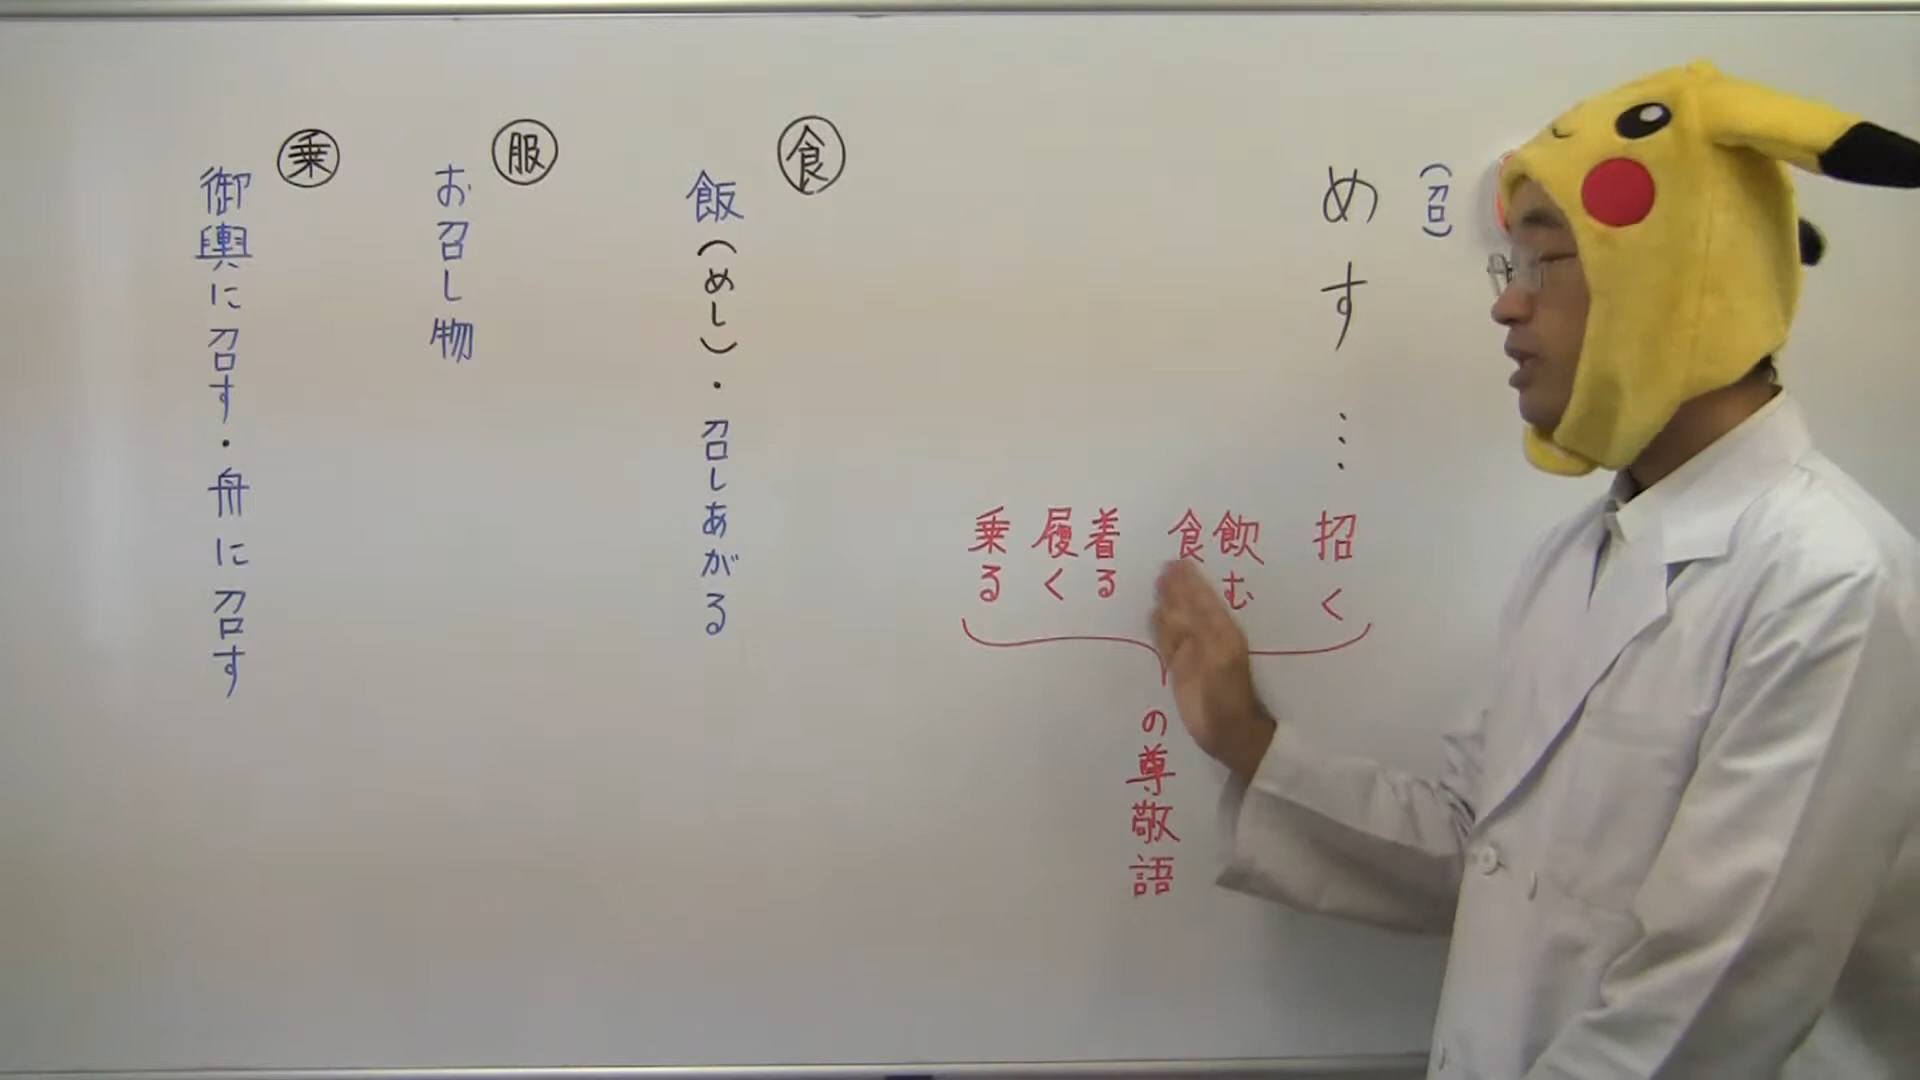 (召)
めす…
招く
飲む
食
着る
履く
乗る
の尊敬語
食
飯(めし)・召しあがる
服
お召し物
乗
御輿に召す・舟に召す